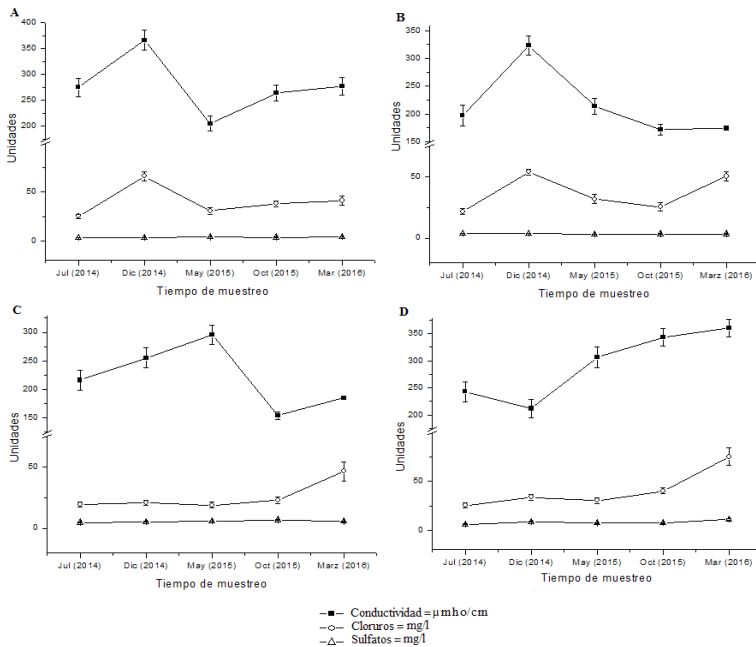 A
400
350
300
250
200
50
0
Unidades
Jul (2014) Dic (2014) May (2015) Oct (2015) Mar (2016)
Tiempo de muestreo
B
350
300
250
200
150
50
0
Unidades
Jul (2014) Dic (2014) May (2015) Oct (2015) Marz (2016)
Tiempo de muestreo
C
300
250
200
150
50
0
Unidades
Jul (2014) Dic (2014) May (2015) Oct (2015) Marz (2016)
Tiempo de muestreo
D
350
300
250
200
50
0
Unidades
Jul (2014) Dic (2014) May (2015) Oct (2015) Mar (2016)
Tiempo de muestreo
Conductividad = µmho/cm
Cloruros = mg/l
Sulfatos = mg/l